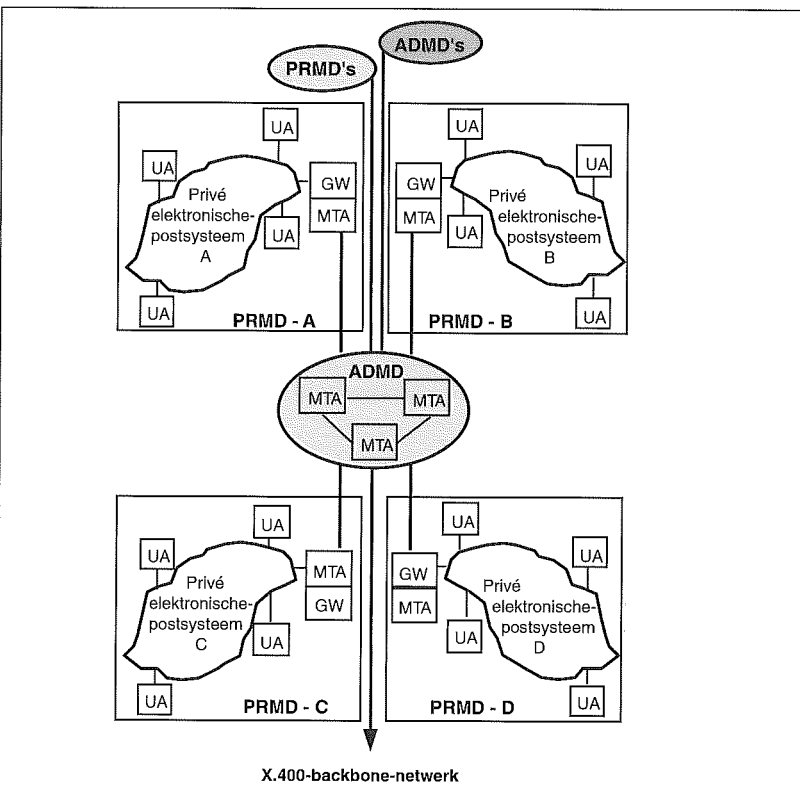 ADMD's
PRMD's
UA
UA
Privé
elektronische-
postsysteem
A
GW
MTA
UA
UA
PRMD - A
UA
UA
GW
MTA
Privé
elektronische-
postsysteem
B
UA
UA
PRMD - B
ADMD
MTA
MTA
MTA
UA
UA
Privé
elektronische-
postsysteem
C
MTA
GW
UA
UA
PRMD - C
UA
UA
GW
MTA
Privé
elektronische-
postsysteem
D
UA
UA
PRMD - D
X.400-backbone-netwerk